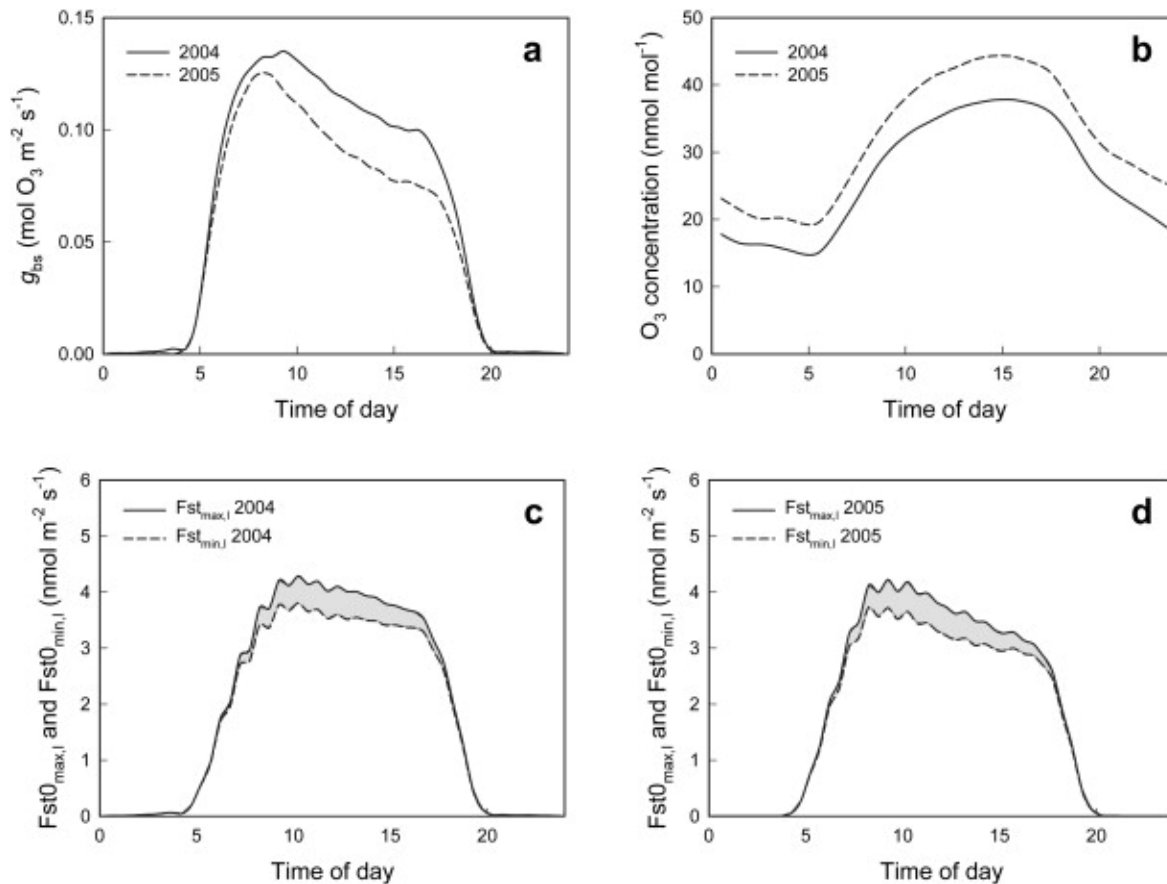 a
2004
2005
g_bs (mol O₃ m⁻² s⁻¹)
0.15
0.10
0.05
0.00
0 5 10 15 20
Time of day
b
2004
2005
O₃ concentration (nmol mol⁻¹)
50
40
30
20
10
0
0 5 10 15 20
Time of day
c
Fst_max,l 2004
Fst_min,l 2004
Fst0_max,l and Fst0_min,l (nmol m⁻² s⁻¹)
6
5
4
3
2
1
0
0 5 10 15 20
Time of day
d
Fst_max,l 2005
Fst_min,l 2005
Fst0_max,l and Fst0_min,l (nmol m⁻² s⁻¹)
6
5
4
3
2
1
0
0 5 10 15 20
Time of day